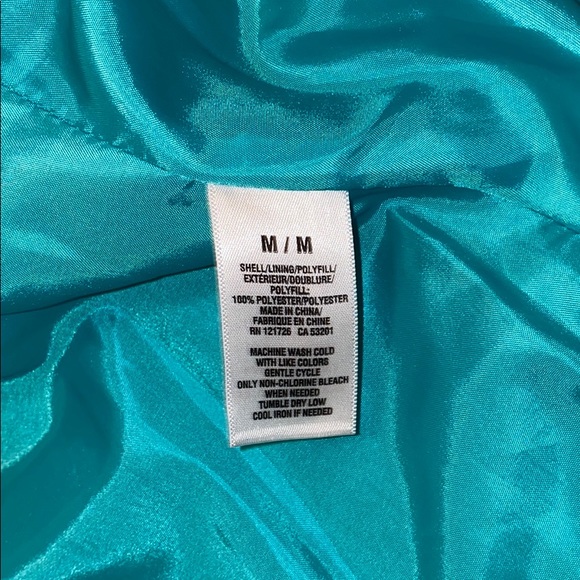 M / M
SHELL/LINING/POLYFILL/
EXTÉRIEUR/DOUBLURE/
POLYFILL:
100% POLYESTER/POLYESTER
MADE IN CHINA/
FABRIQUE EN CHINE
RN 121726 CA 53201
MACHINE WASH COLD
WITH LIKE COLORS
GENTLE CYCLE
ONLY NON-CHLORINE BLEACH
WHEN NEEDED
TUMBLE DRY LOW
COOL IRON IF NEEDED